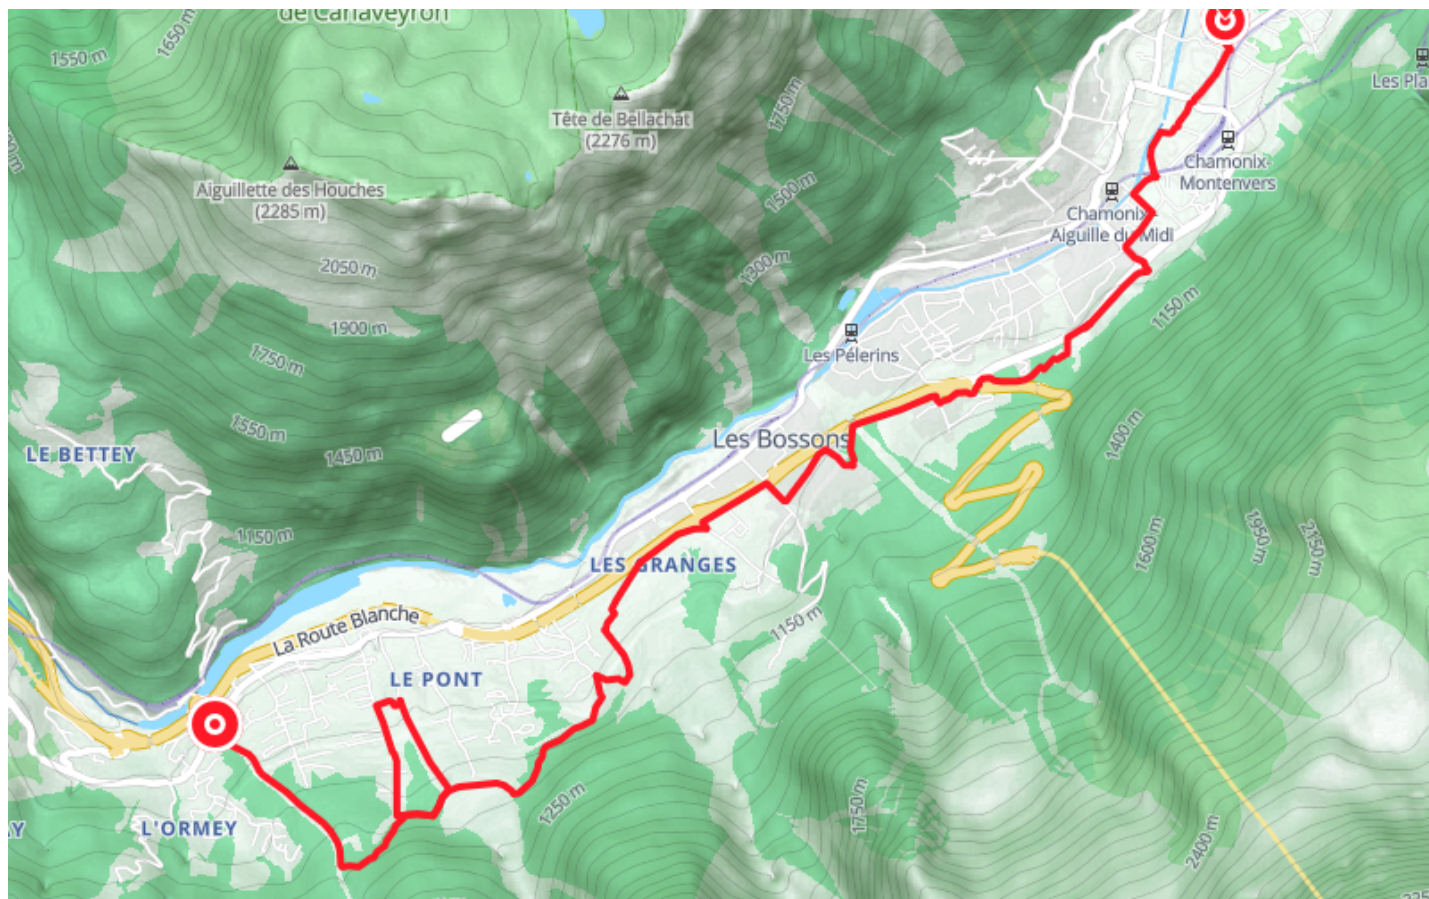 de Carlaveyron
1650 m
1550 m
Tête de Bellachat
(2276 m)
1750 m
Les Pla
Aiguillette des Houches
(2285 m)
Chamonix-
Montenvers
1500 m
Chamonix-
Aiguille du Midi
2050 m
1300 m
1900 m
1150 m
1750 m
Les Pélerins
1550 m
1450 m
LE BETTEY
Les Bossons
1400 m
1150 m
1600 m
1950 m
2150 m
LES GRANGES
La Route Blanche
1150 m
LE PONT
1250 m
1750 m
L'ORMEY
AY
2400 m